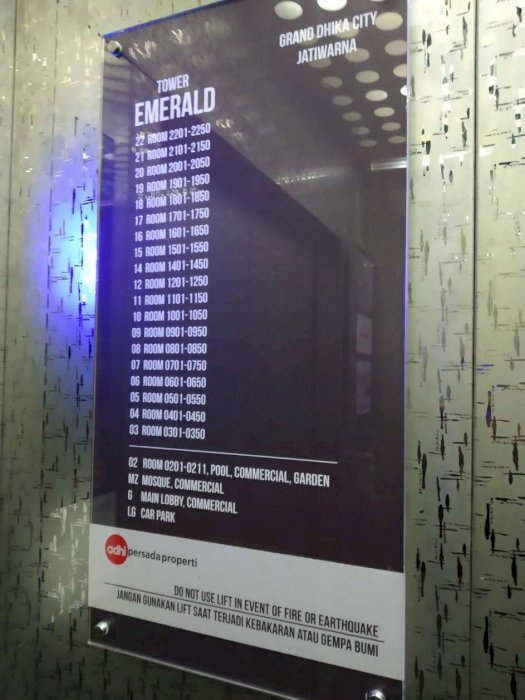 GRAND DHIKA CITY
JATIWARNA
TOWER
EMERALD
22 ROOM 2201-2250
21 ROOM 2101-2150
20 ROOM 2001-2050
19 ROOM 1901-1950
18 ROOM 1801-1850
17 ROOM 1701-1750
16 ROOM 1601-1650
15 ROOM 1501-1550
14 ROOM 1401-1450
12 ROOM 1201-1250
11 ROOM 1101-1150
10 ROOM 1001-1050
09 ROOM 0901-0950
08 ROOM 0801-0850
07 ROOM 0701-0750
06 ROOM 0601-0650
05 ROOM 0501-0550
04 ROOM 0401-0450
03 ROOM 0301-0350
02 ROOM 0201-0211, POOL, COMMERCIAL, GARDEN
MZ MOSQUE, COMMERCIAL
G MAIN LOBBY, COMMERCIAL
LG CAR PARK
adhi persada properti
DO NOT USE LIFT IN EVENT OF FIRE OR EARTHQUAKE
JANGAN GUNAKAN LIFT SAAT TERJADI KEBAKARAN ATAU GEMPA BUMI